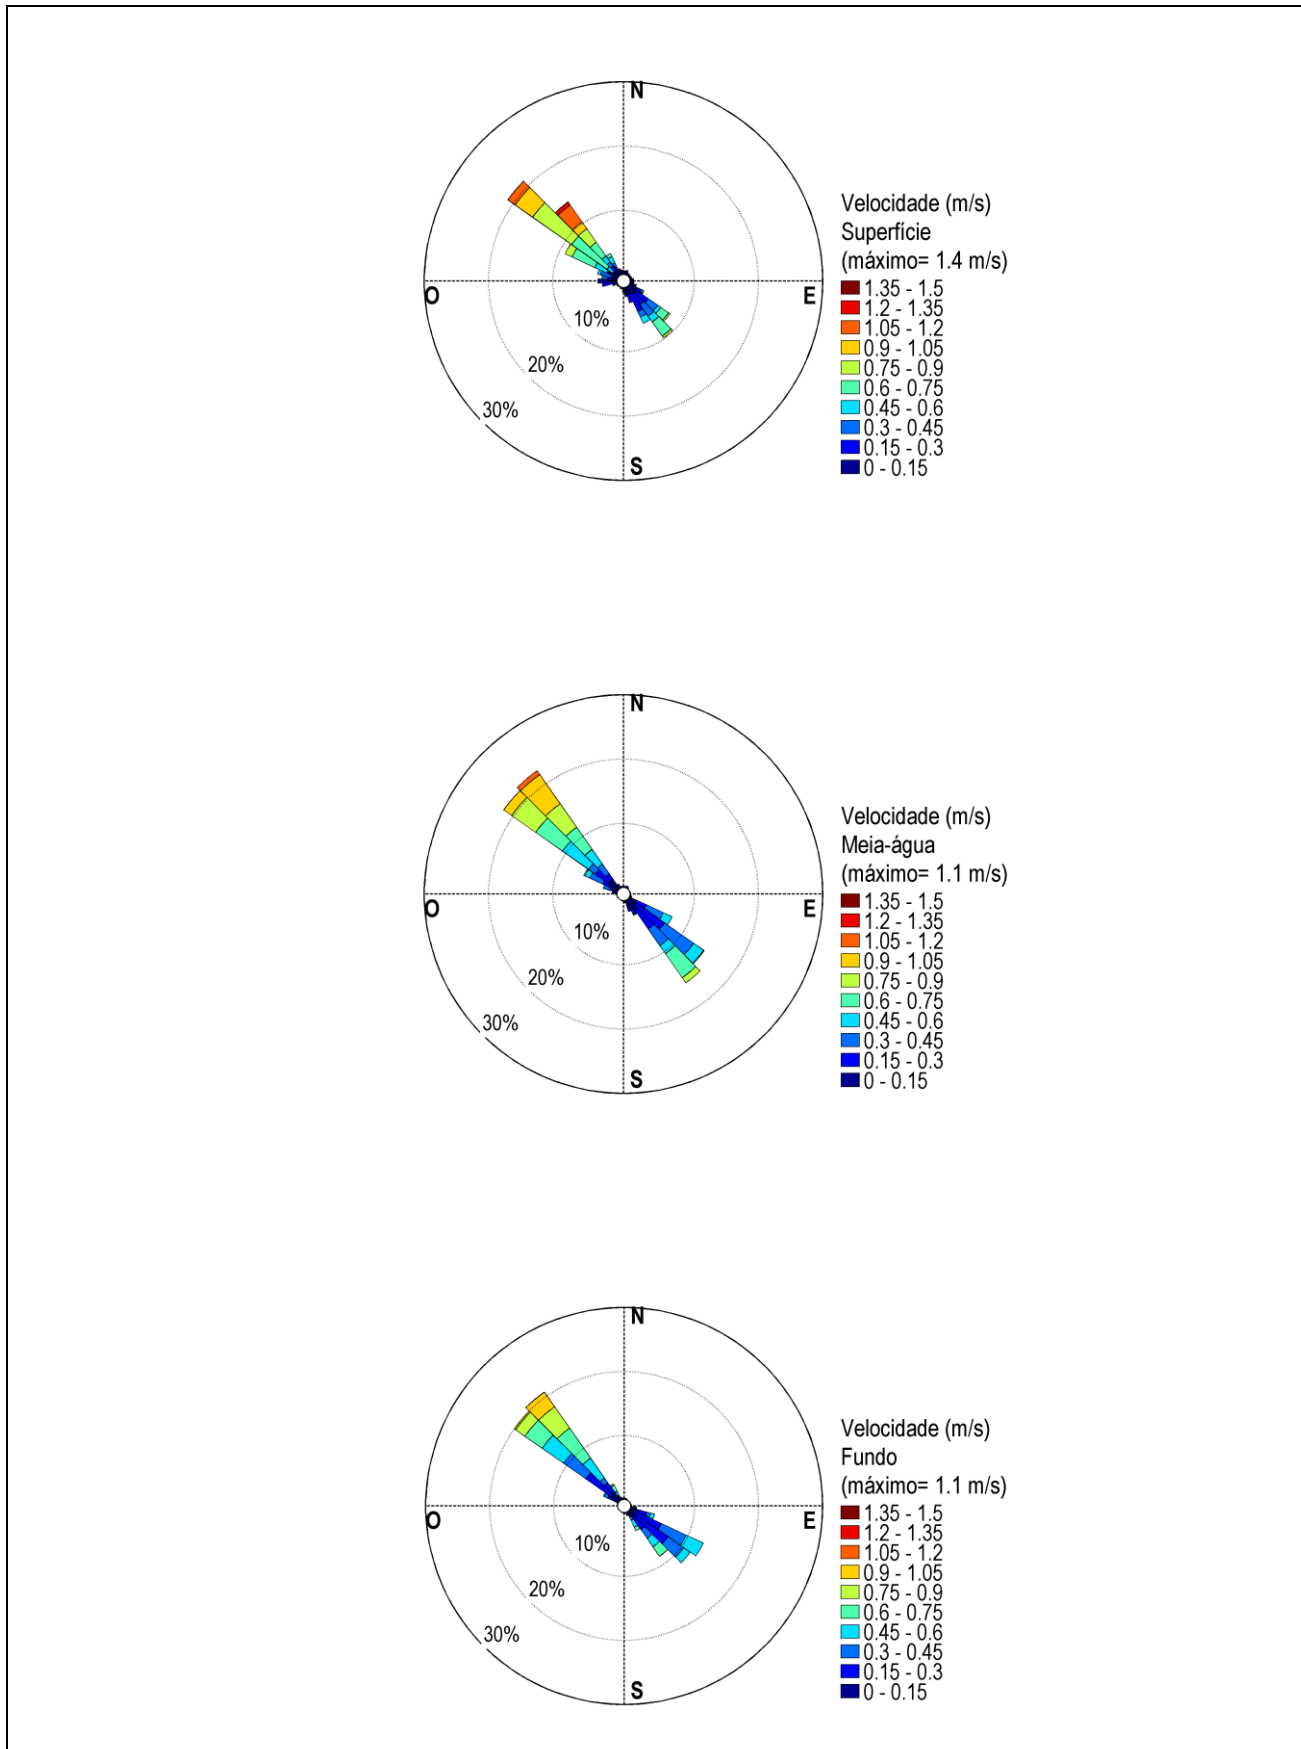 N
O
E
S
10%
20%
30%
Velocidade (m/s)
Superfície
(máximo= 1.4 m/s)
1.35 - 1.5
1.2 - 1.35
1.05 - 1.2
0.9 - 1.05
0.75 - 0.9
0.6 - 0.75
0.45 - 0.6
0.3 - 0.45
0.15 - 0.3
0 - 0.15
N
O
E
S
10%
20%
30%
Velocidade (m/s)
Meia-água
(máximo= 1.1 m/s)
1.35 - 1.5
1.2 - 1.35
1.05 - 1.2
0.9 - 1.05
0.75 - 0.9
0.6 - 0.75
0.45 - 0.6
0.3 - 0.45
0.15 - 0.3
0 - 0.15
N
O
E
S
10%
20%
30%
Velocidade (m/s)
Fundo
(máximo= 1.1 m/s)
1.35 - 1.5
1.2 - 1.35
1.05 - 1.2
0.9 - 1.05
0.75 - 0.9
0.6 - 0.75
0.45 - 0.6
0.3 - 0.45
0.15 - 0.3
0 - 0.15